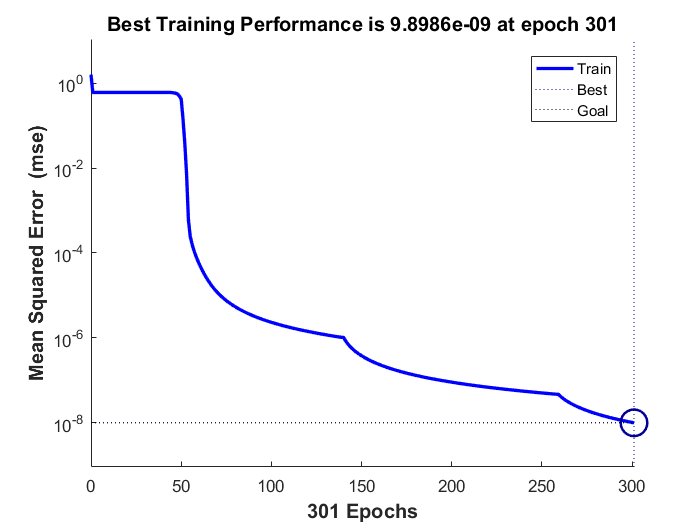 Best Training Performance is 9.8986e-09 at epoch 301
Train
Best
Goal
Mean Squared Error  (mse)
10^0
10^-2
10^-4
10^-6
10^-8
0 50 100 150 200 250 300
301 Epochs